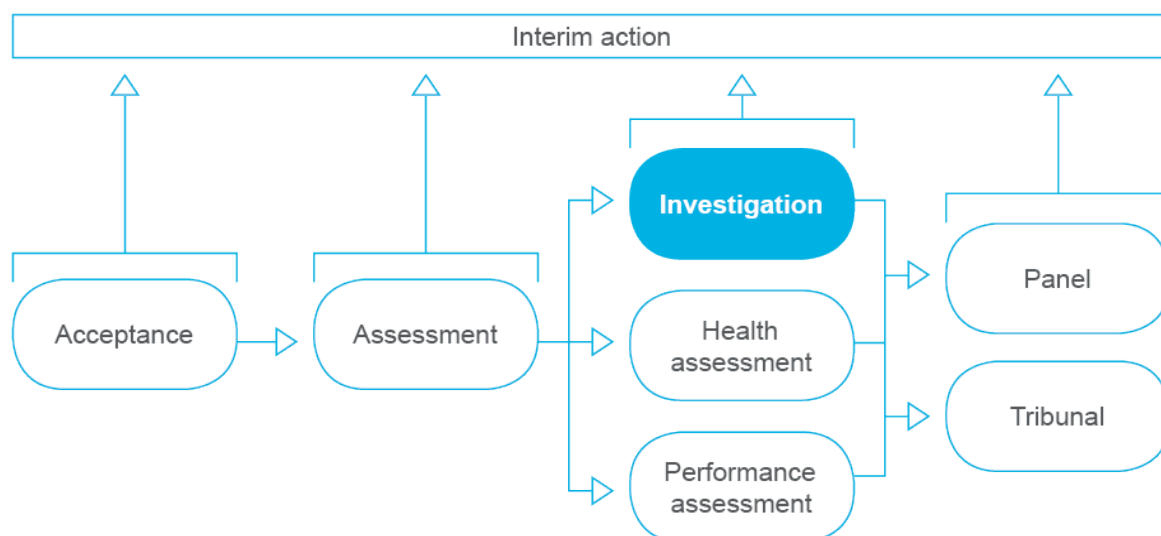 Interim action
Acceptance
Assessment
Investigation
Health
assessment
Performance
assessment
Panel
Tribunal